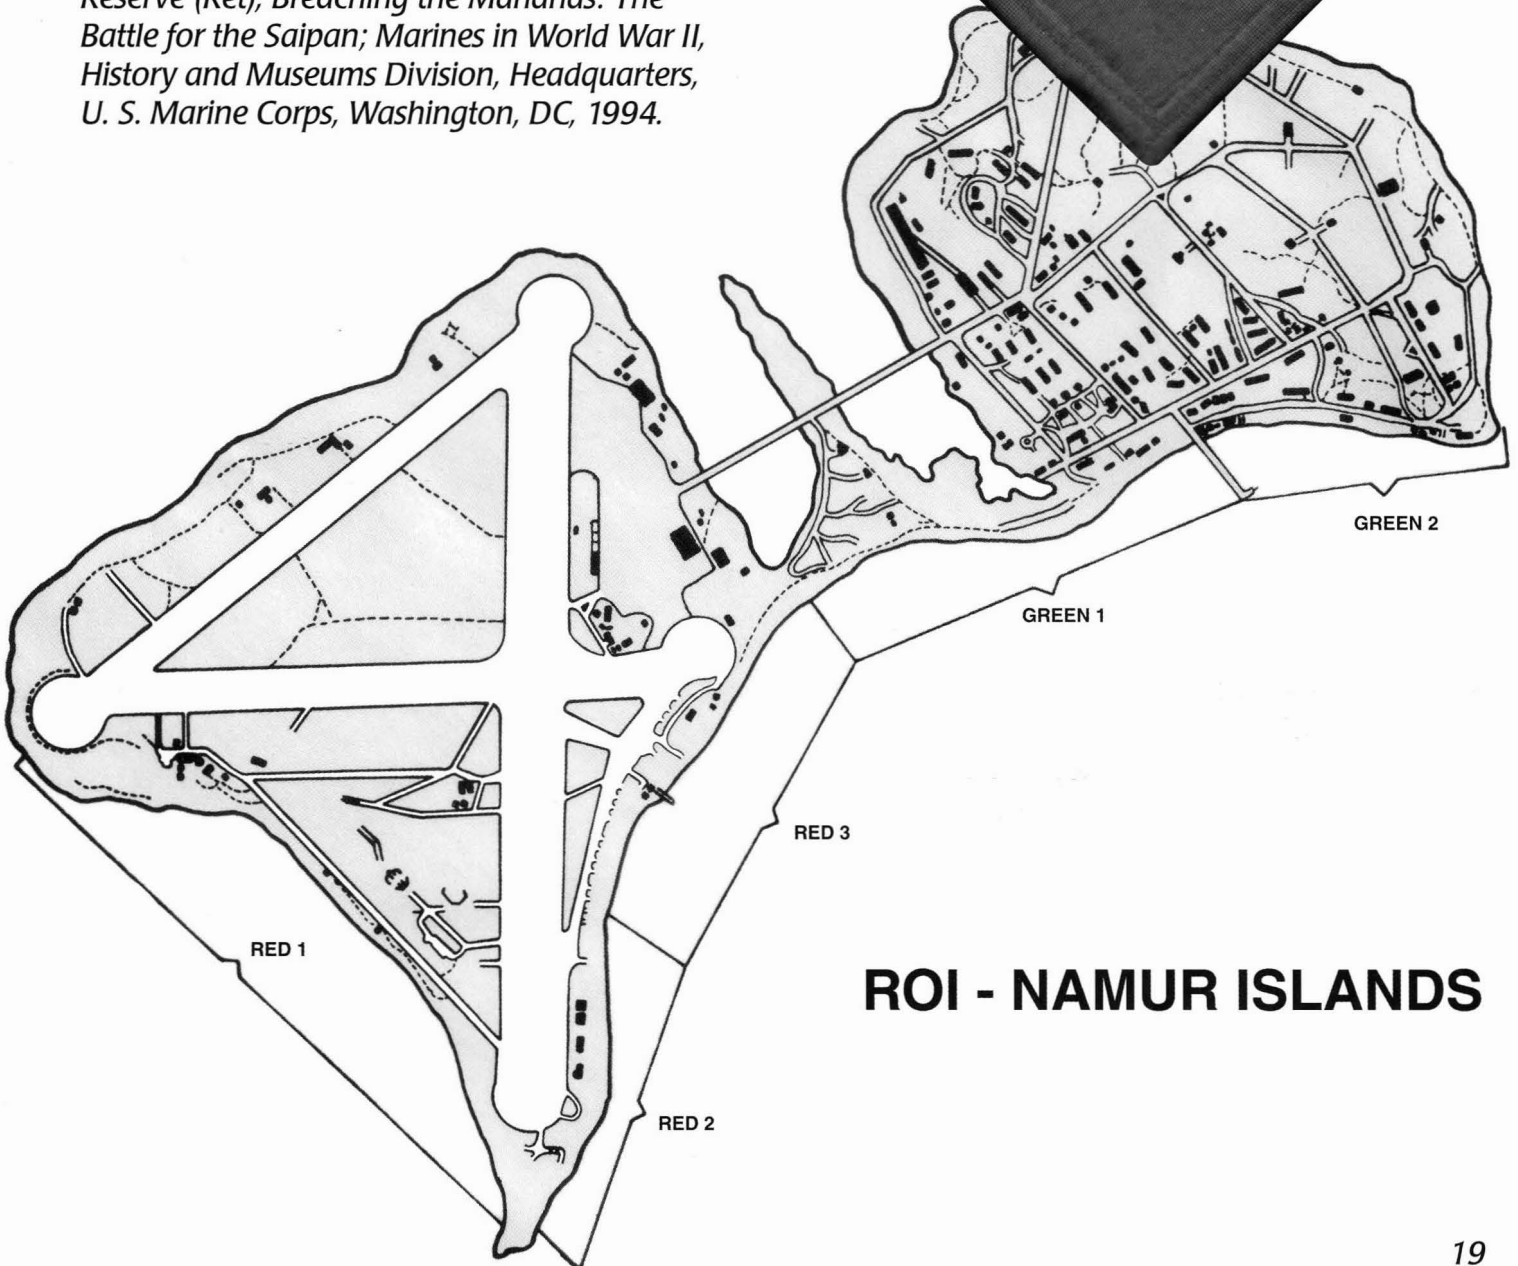 Reserve (Ret), Breaching the Marianas: The
Battle for the Saipan; Marines in World War II,
History and Museums Division, Headquarters,
U. S. Marine Corps, Washington, DC, 1994.
GREEN 2
GREEN 1
RED 3
RED 1
ROI - NAMUR ISLANDS
RED 2
19